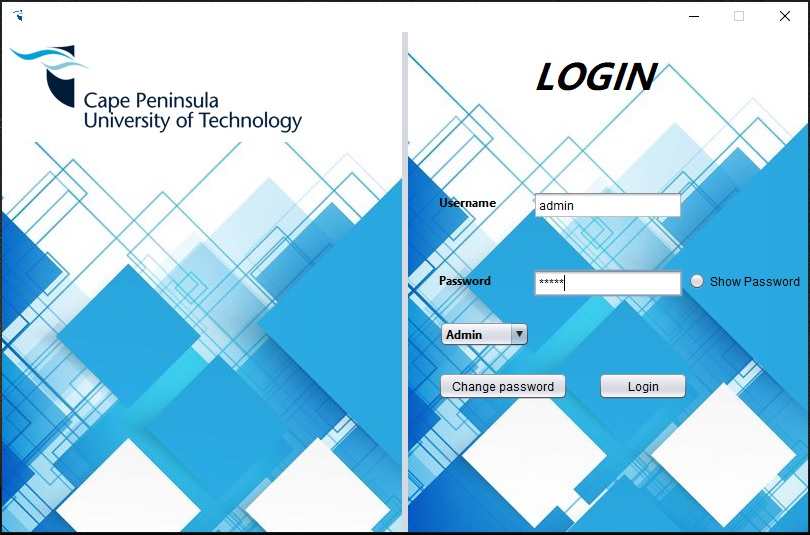 Cape Peninsula
University of Technology
LOGIN
Username
admin
Password
*****
Show Password
Admin
Change password
Login